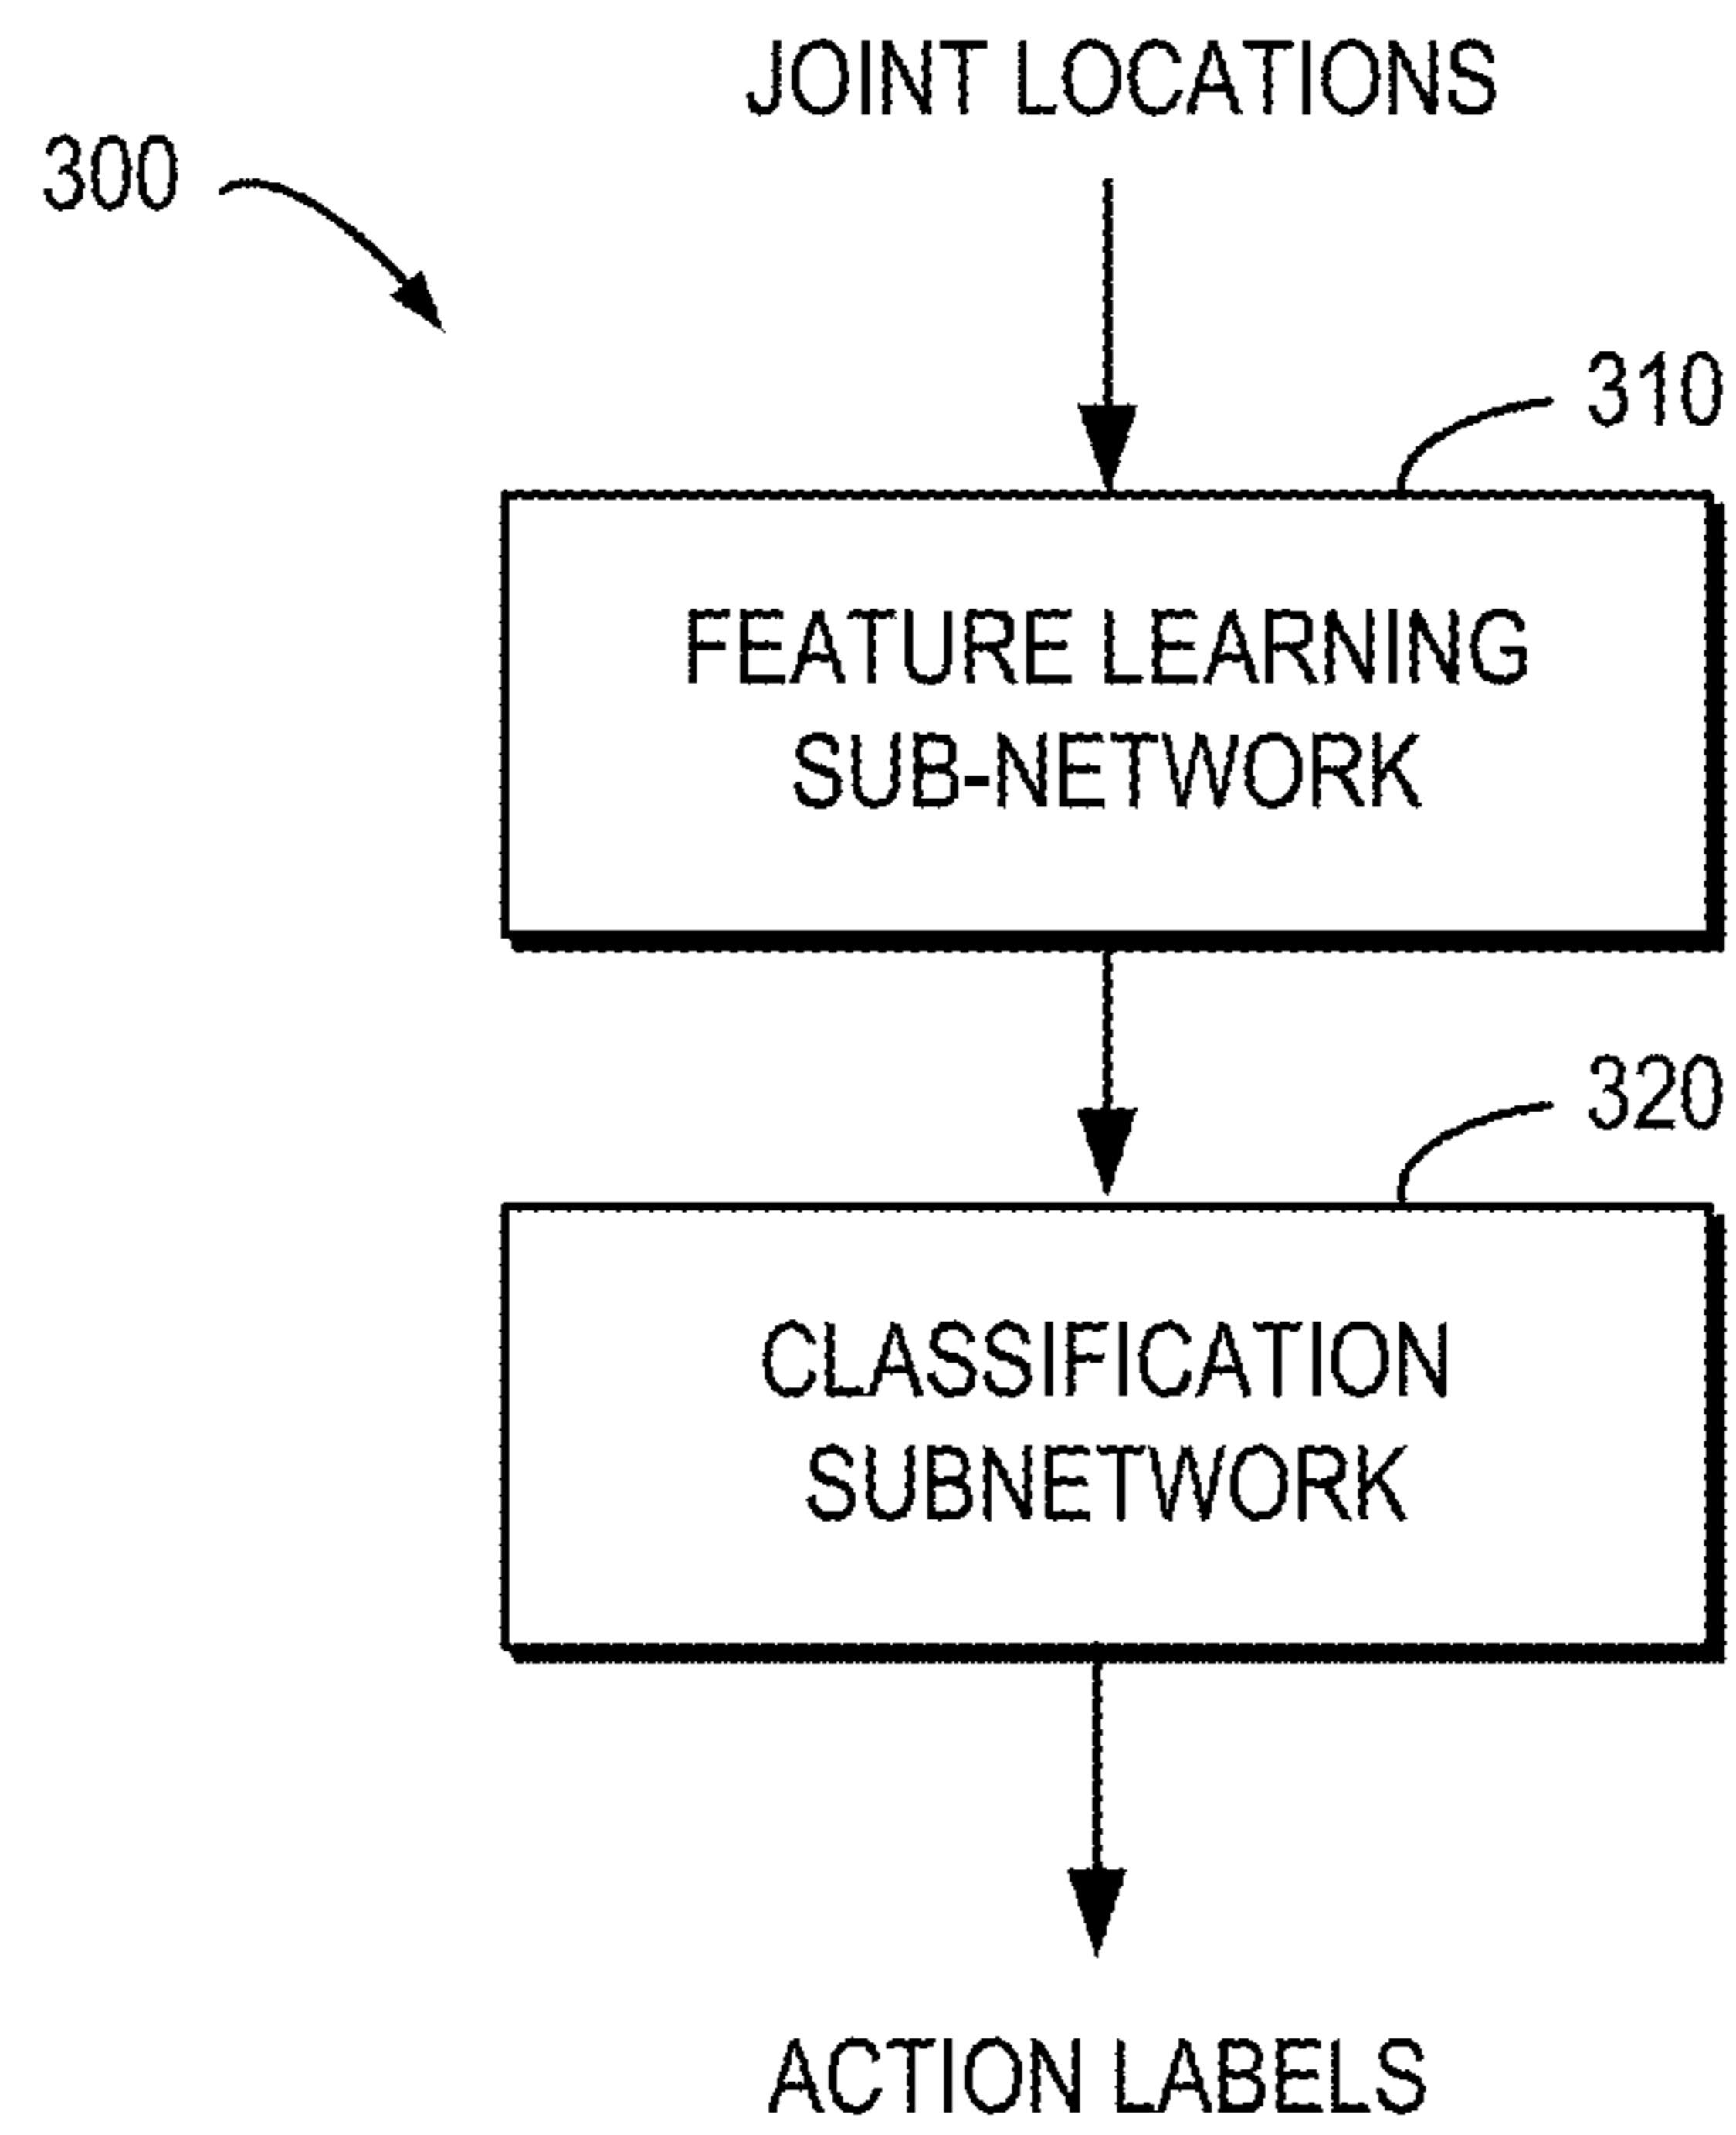 JOINT LOCATIONS
300
310
FEATURE LEARNING
SUB-NETWORK
320
CLASSIFICATION
SUBNETWORK
ACTION LABELS